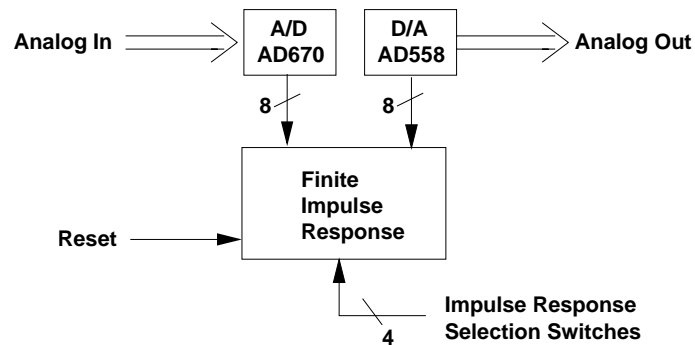 Analog In
A/D
AD670
D/A
AD558
Analog Out
8
8
Finite
Impulse
Response
Reset
4
Impulse Response
Selection Switches